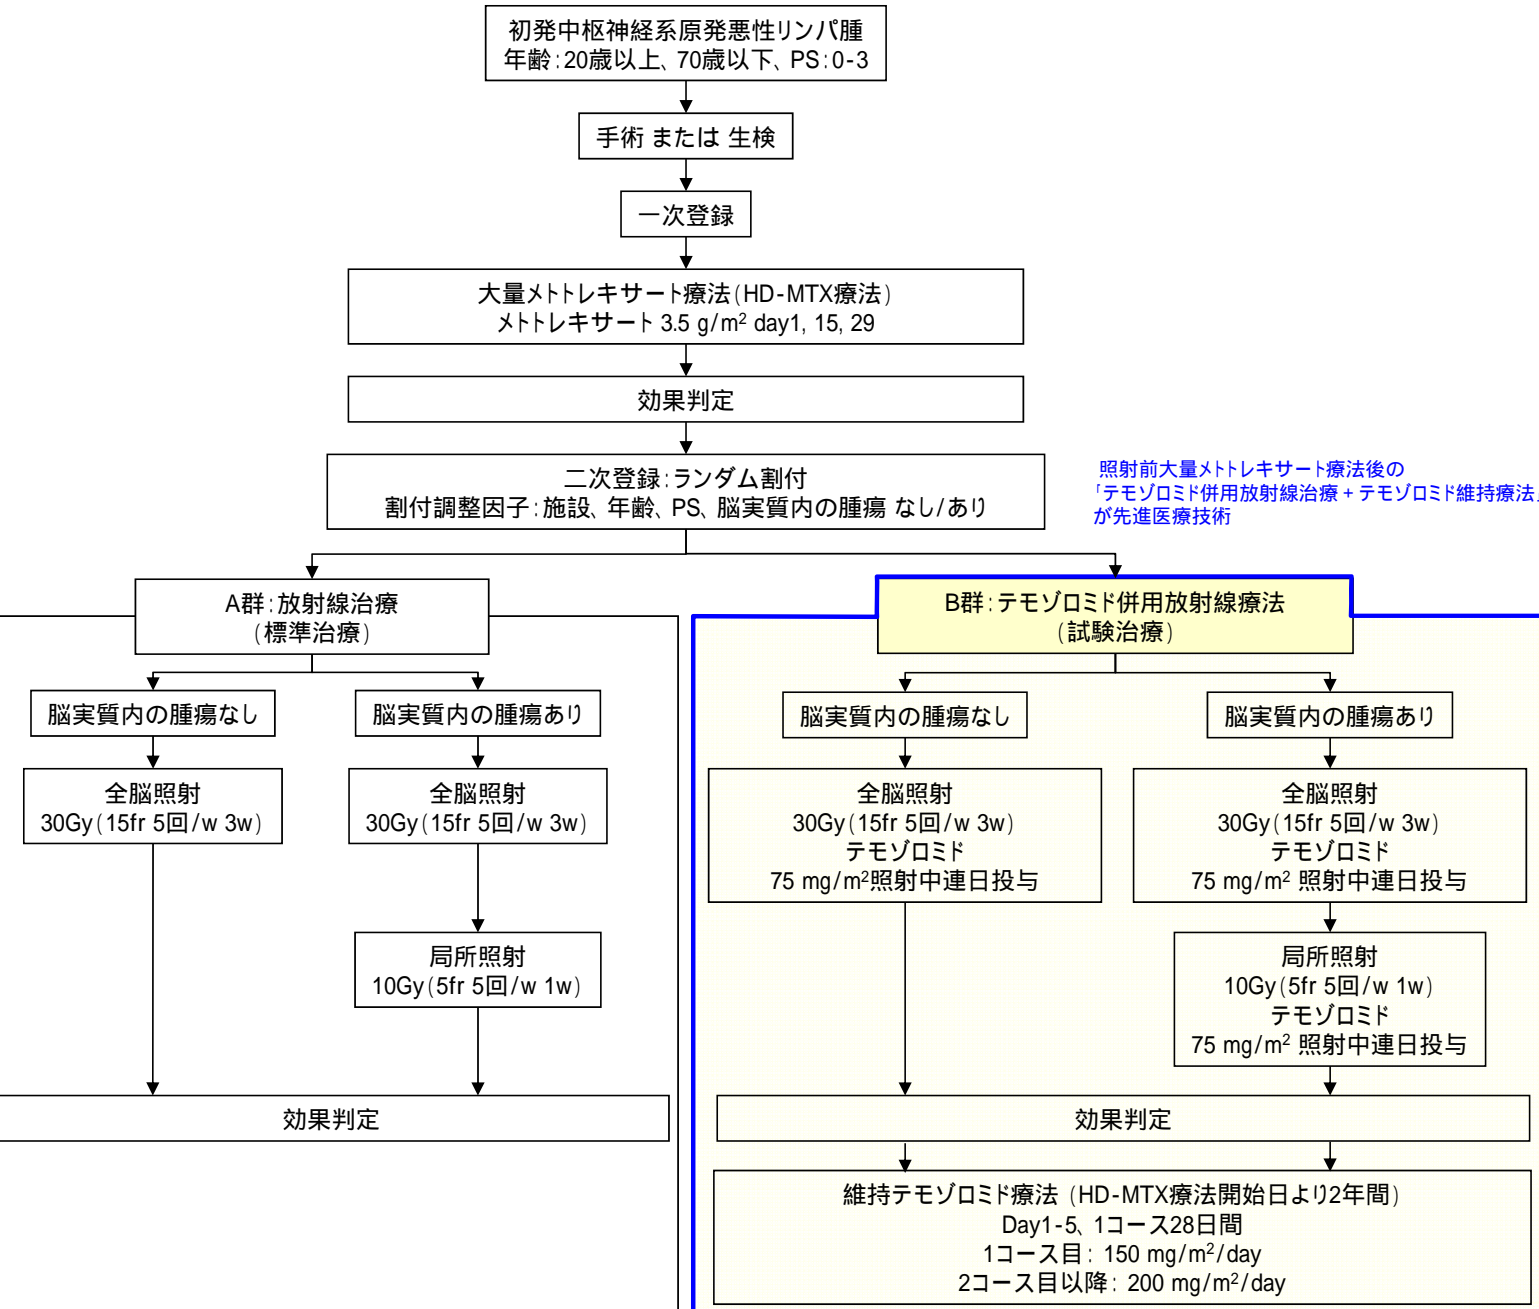 初発中枢神経系原発悪性リンパ腫
年齢:20歳以上、70歳以下、PS:0-3
手術 または 生検
一次登録
大量メトトレキサート療法(HD-MTX療法)
メトトレキサート 3.5 g/m² day1, 15, 29
効果判定
二次登録:ランダム割付
割付調整因子:施設、年齢、PS、脳実質内の腫瘍 なし/あり
照射前大量メトトレキサート療法後の
「テモゾロミド併用放射線治療+テモゾロミド維持療法」
が先進医療技術
A群:放射線治療
(標準治療)
脳実質内の腫瘍なし
脳実質内の腫瘍あり
全脳照射
30Gy(15fr 5回/w 3w)
全脳照射
30Gy(15fr 5回/w 3w)
局所照射
10Gy(5fr 5回/w 1w)
効果判定
B群:テモゾロミド併用放射線療法
(試験治療)
脳実質内の腫瘍なし
脳実質内の腫瘍あり
全脳照射
30Gy(15fr 5回/w 3w)
テモゾロミド
75 mg/m²照射中連日投与
全脳照射
30Gy(15fr 5回/w 3w)
テモゾロミド
75 mg/m² 照射中連日投与
局所照射
10Gy(5fr 5回/w 1w)
テモゾロミド
75 mg/m² 照射中連日投与
効果判定
維持テモゾロミド療法 (HD-MTX療法開始日より2年間)
Day1-5、1コース28日間
1コース目: 150 mg/m²/day
2コース目以降: 200 mg/m²/day